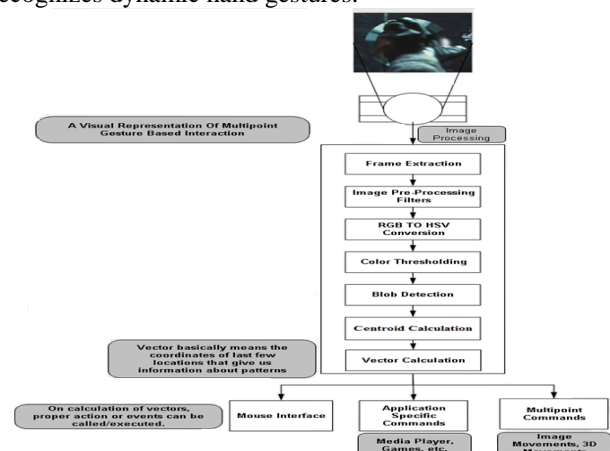 ecognizes dynamic hand gestures.
A Visual Representation Of Multipoint
Gesture Based Interaction
Image
Processing
Frame Extraction
Image Pre-Processing
Filters
RGB TO HSV
Conversion
Color Thresholding
Blob Detection
Centroid Calculation
Vector basically means the
coordinates of last few
locations that give us
information about patterns
Vector Calculation
On calculation of vectors,
proper action or events can be
called/executed.
Mouse Interface
Application
Specific
Commands
Multipoint
Commands
Media Player,
Games, etc.
Image
Movements, 3D
Movements